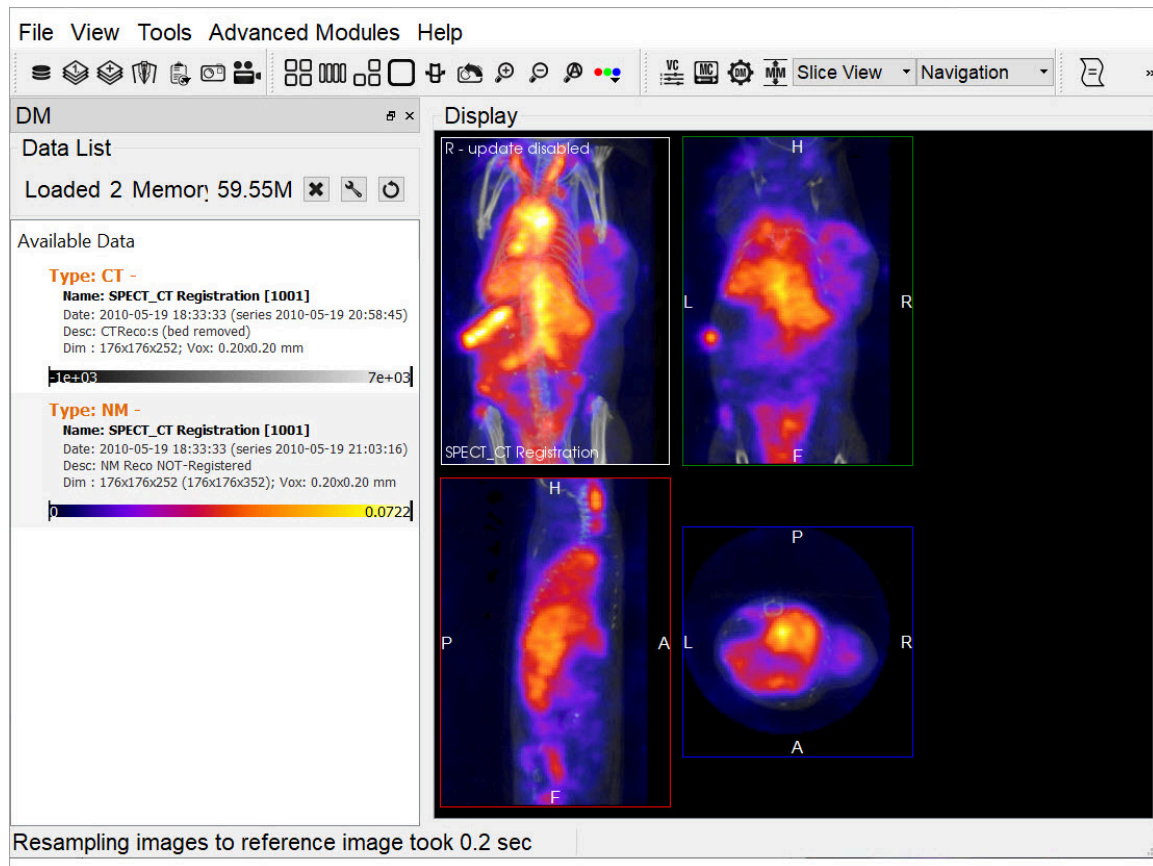 File View Tools Advanced Modules Help
VC MC DM MM Slice View Navigation »
DM
Display
Data List
Loaded 2 Memory 59.55M
Available Data
Type: CT -
Name: SPECT_CT Registration [1001]
Date: 2010-05-19 18:33:33 (series 2010-05-19 20:58:45)
Desc: CTReco:s (bed removed)
Dim : 176x176x252; Vox: 0.20x0.20 mm
-1e+03 7e+03
Type: NM -
Name: SPECT_CT Registration [1001]
Date: 2010-05-19 18:33:33 (series 2010-05-19 21:03:16)
Desc: NM Reco NOT-Registered
Dim : 176x176x252 (176x176x352); Vox: 0.20x0.20 mm
0 0.0722
R - update disabled
SPECT_CT Registration
H
L R
F
H
P A
F
P
L R
A
Resampling images to reference image took 0.2 sec